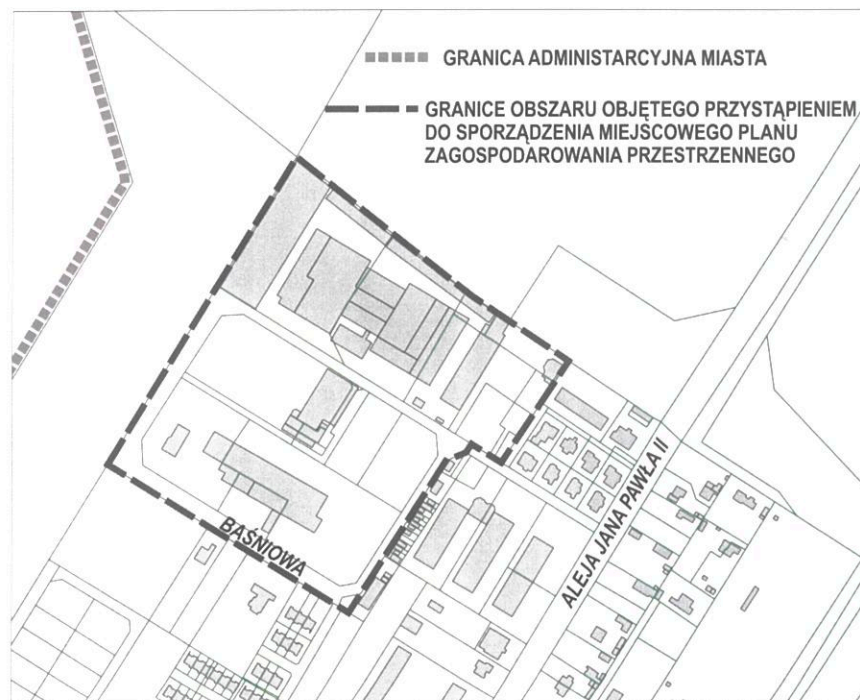 GRANICA ADMINISTARCYJNA MIASTA
GRANICE OBSZARU OBJĘTEGO PRZYSTĄPIENIEM
DO SPORZĄDZENIA MIEJSCOWEGO PLANU
ZAGOSPODAROWANIA PRZESTRZENNEGO
BAŚNIOWA
ALEJA JANA PAWŁA II